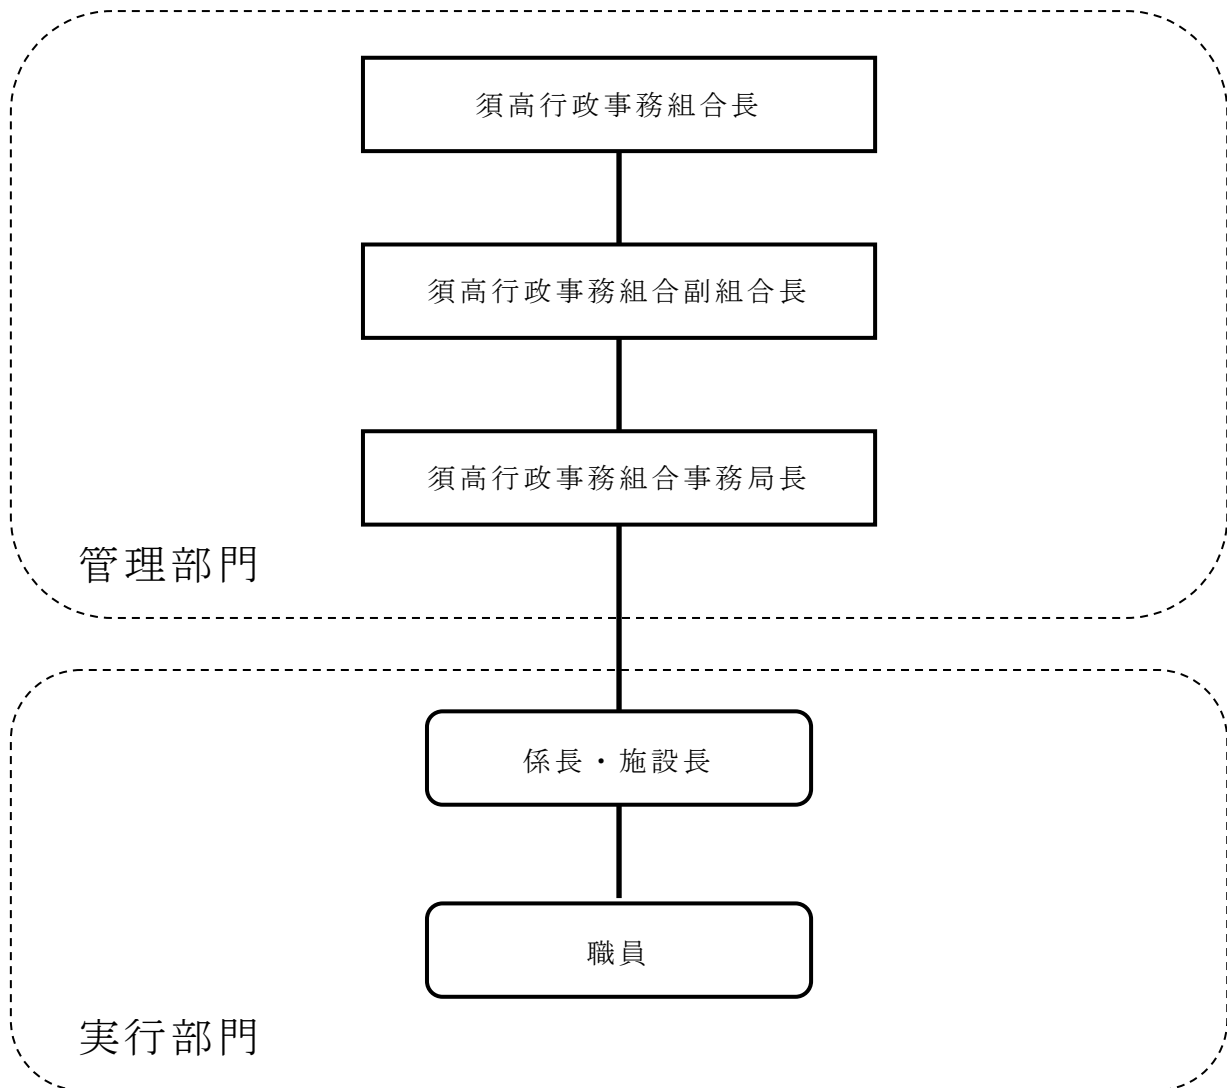 須高行政事務組合長
須高行政事務組合副組合長
須高行政事務組合事務局長
管理部門
係長・施設長
職員
実行部門